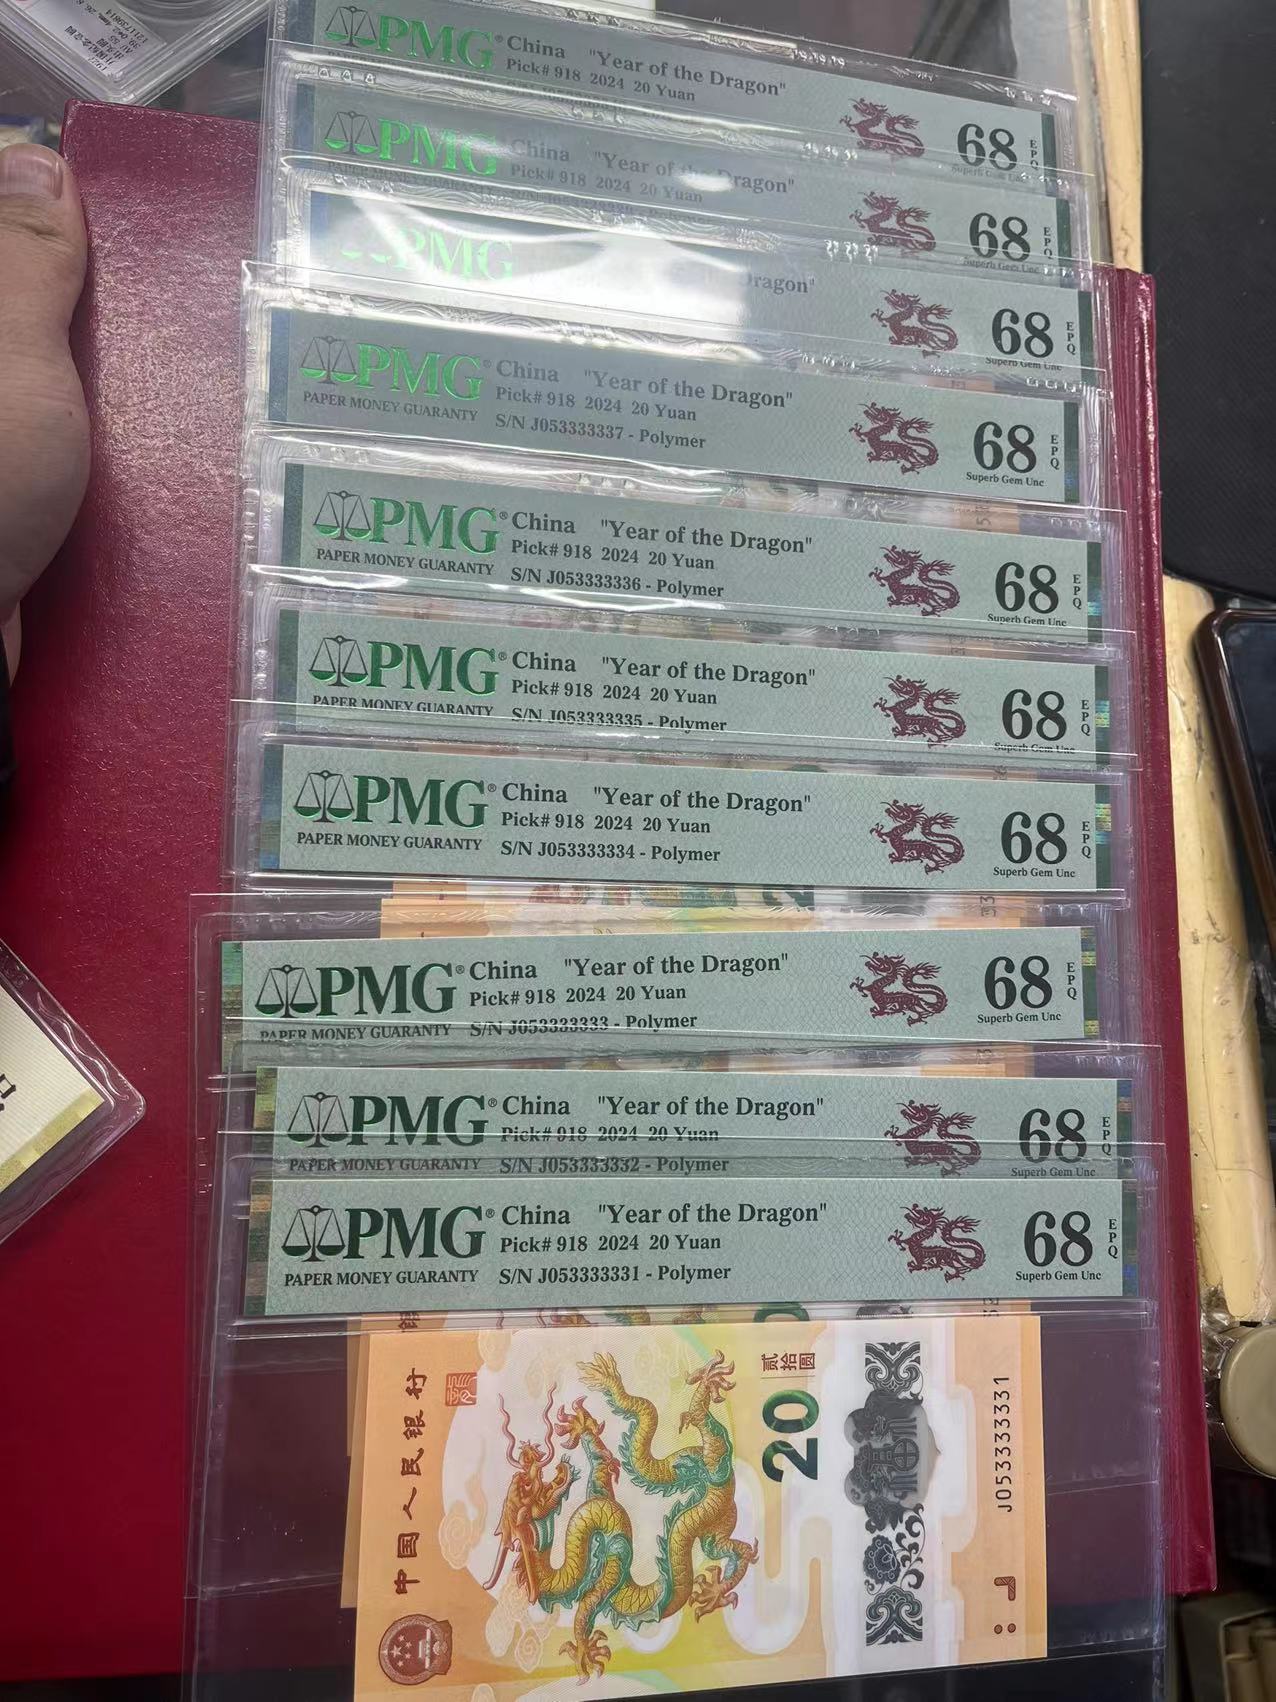 PMG® China "Year of the Dragon"
Pick# 918 2024 20 Yuan
68
EPQ
Superb Gem Unc
PMG China "Year of the Dragon"
Pick# 918 2024 20 Yuan
68
EPQ
Superb Gem Unc
PMG
Dragon"
68
EPQ
Superb Gem Unc
PMG® China "Year of the Dragon"
Pick# 918 2024 20 Yuan
PAPER MONEY GUARANTY S/N J053333337 - Polymer
68
EPQ
Superb Gem Unc
PMG® China "Year of the Dragon"
Pick# 918 2024 20 Yuan
PAPER MONEY GUARANTY S/N J053333336 - Polymer
68
EPQ
Superb Gem Unc
PMG® China "Year of the Dragon"
Pick# 918 2024 20 Yuan
PAPER MONEY GUARANTY S/N J053333335 - Polymer
68
EPQ
Superb Gem Unc
PMG® China "Year of the Dragon"
Pick# 918 2024 20 Yuan
PAPER MONEY GUARANTY S/N J053333334 - Polymer
68
EPQ
Superb Gem Unc
PMG® China "Year of the Dragon"
Pick# 918 2024 20 Yuan
PAPER MONEY GUARANTY S/N J053333333 - Polymer
68
EPQ
Superb Gem Unc
PMG® China "Year of the Dragon"
Pick# 918 2024 20 Yuan
PAPER MONEY GUARANTY S/N J053333332 - Polymer
68
EPQ
Superb Gem Unc
PMG® China "Year of the Dragon"
Pick# 918 2024 20 Yuan
PAPER MONEY GUARANTY S/N J053333331 - Polymer
68
EPQ
Superb Gem Unc
中国人民银行
贰拾圆
20
J053333331